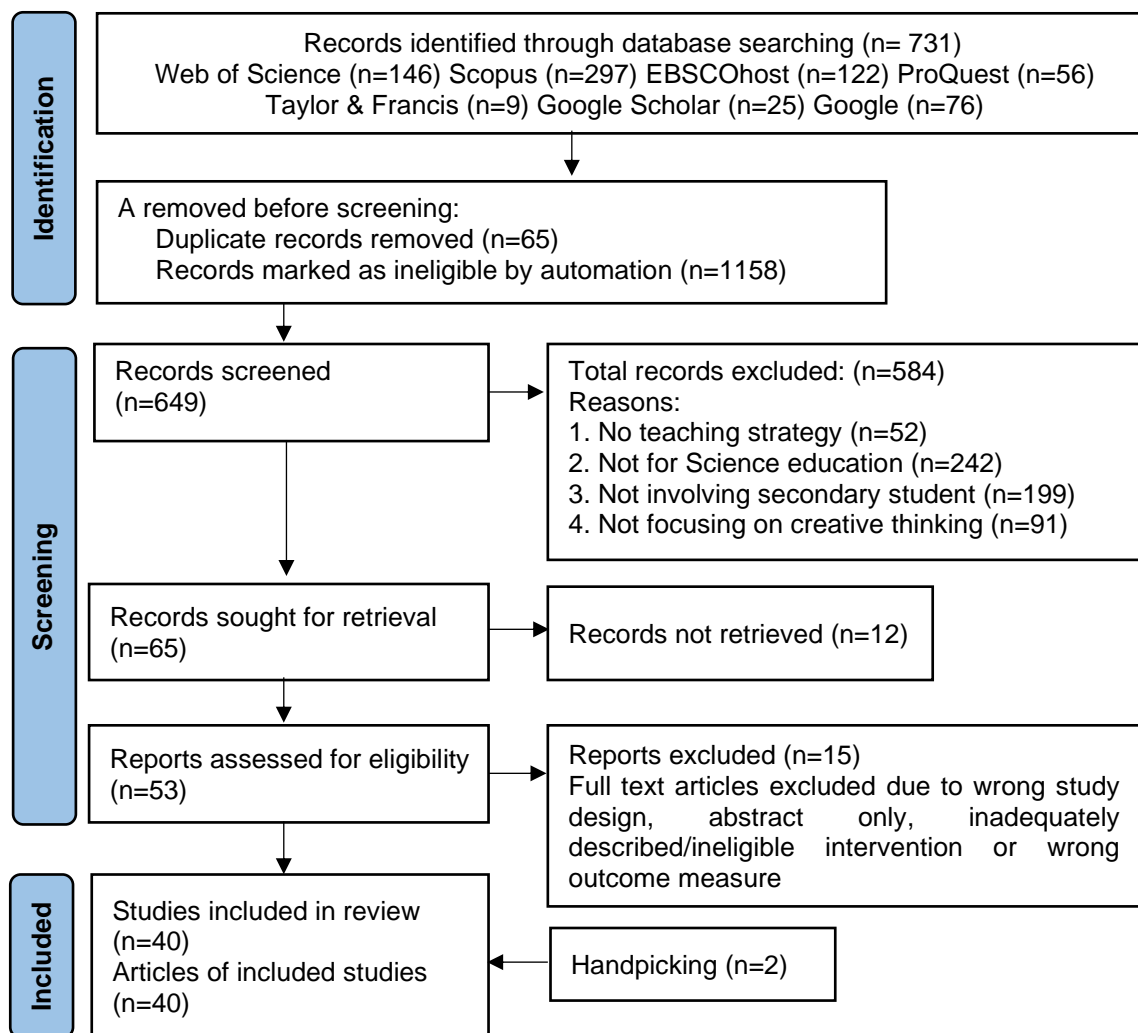 Identification
Records identified through database searching (n= 731)
Web of Science (n=146) Scopus (n=297) EBSCOhost (n=122) ProQuest (n=56)
Taylor & Francis (n=9) Google Scholar (n=25) Google (n=76)
A removed before screening:
Duplicate records removed (n=65)
Records marked as ineligible by automation (n=1158)
Screening
Records screened
(n=649)
Total records excluded: (n=584)
Reasons:
1. No teaching strategy (n=52)
2. Not for Science education (n=242)
3. Not involving secondary student (n=199)
4. Not focusing on creative thinking (n=91)
Records sought for retrieval
(n=65)
Records not retrieved (n=12)
Reports assessed for eligibility
(n=53)
Reports excluded (n=15)
Full text articles excluded due to wrong study
design, abstract only, inadequately
described/ineligible intervention or wrong
outcome measure
Included
Studies included in review
(n=40)
Articles of included studies
(n=40)
Handpicking (n=2)